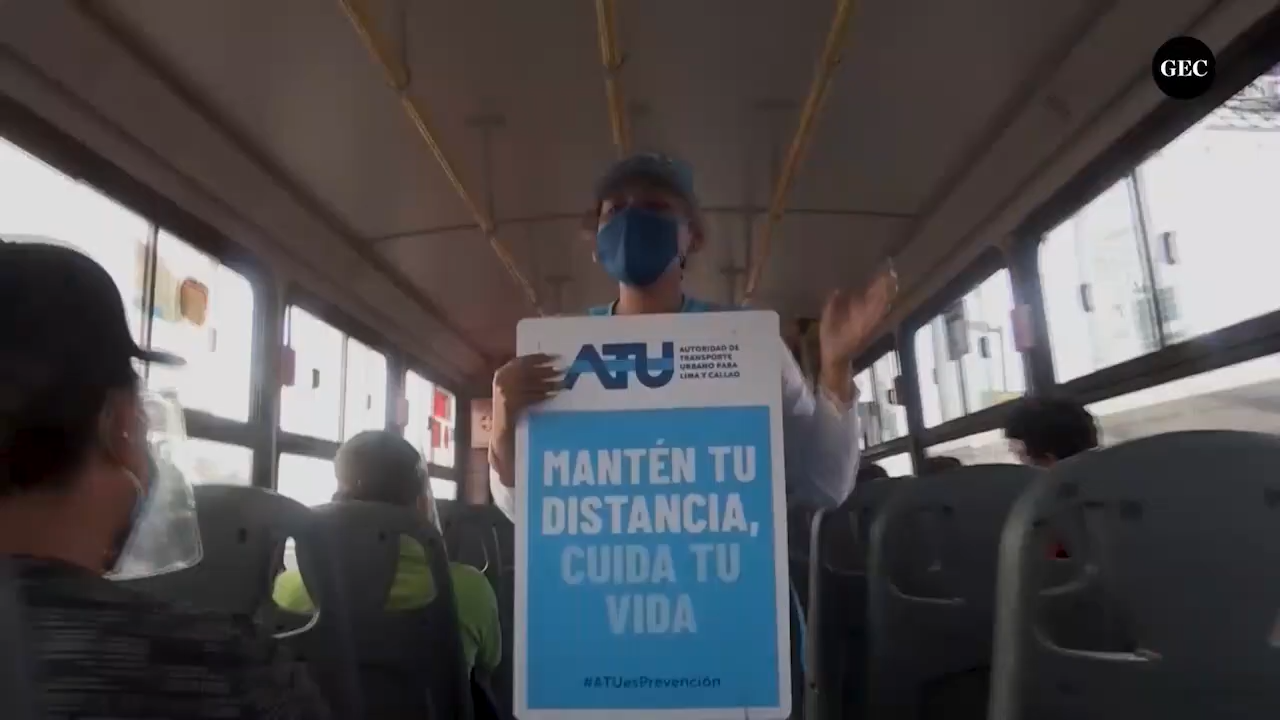 GEC
ATU
AUTORIDAD DE
TRANSPORTE
URBANO PARA
LIMA Y CALLAO
MANTÉN TU
DISTANCIA,
CUIDA TU
VIDA
#ATUesPrevención